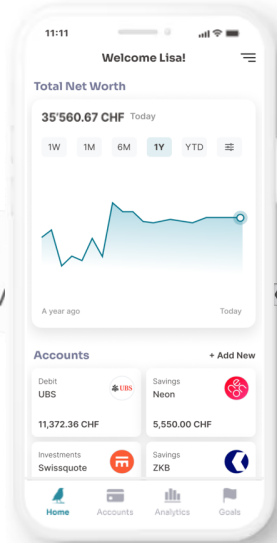 11:11
Welcome Lisa!
Total Net Worth
35'560.67 CHF Today
1W 1M 6M 1Y YTD
A year ago Today
Accounts + Add New
Debit
UBS
UBS
11,372.36 CHF
Savings
Neon
5,550.00 CHF
Investments
Swissquote
Savings
ZKB
Home Accounts Analytics Goals